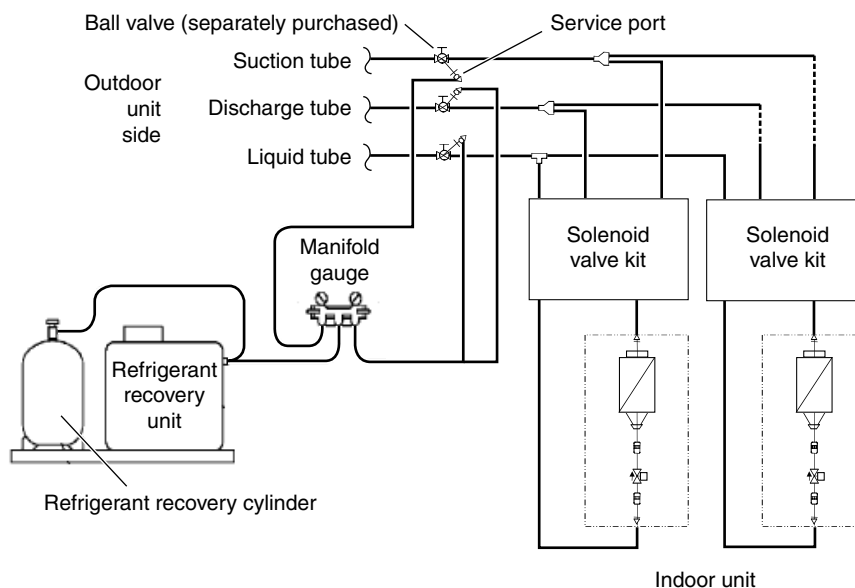 Ball valve (separately purchased)
Service port
Suction tube
Outdoor
unit
side
Discharge tube
Liquid tube
Manifold
gauge
Solenoid
valve kit
Solenoid
valve kit
Refrigerant
recovery
unit
Refrigerant recovery cylinder
Indoor unit